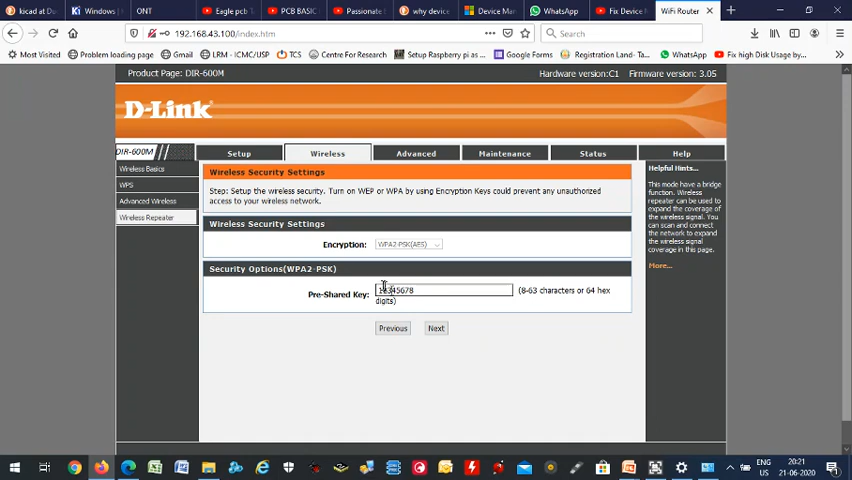 kicad at Dul
Windows |
ONT
Eagle pcb t
PCB BASIC
Passionate
why device
Device Man
WhatsApp
Fix Device R
WiFi Router
192.168.43.100/index.htm
Search
Most Visited
Problem loading page
Gmail
LRM - ICMC/USP
TCS
Centre For Research
Setup Raspberry pi as...
Google Forms
Registration Land- Te...
WhatsApp
Fix high Disk Usage by...
Product Page: DIR-600M
Hardware version:C1
Firmware version: 3.05
D-Link
DIR-600M
Setup
Wireless
Advanced
Maintenance
Status
Help
Wireless Basics
WPS
Advanced Wireless
Wireless Repeater
Wireless Security Settings
Step: Setup the wireless security. Turn on WEP or WPA by using Encryption Keys could prevent any unauthorized
access to your wireless network.
Wireless Security Settings
Encryption:
WPA2-PSK(AES)
Security Options(WPA2-PSK)
Pre-Shared Key:
12345678
(8-63 characters or 64 hex
digits)
Previous
Next
Helpful Hints...
This mode have a bridge
function. Wireless
repeater can be used to
expand the coverage of
the wireless signal. You
can scan and connect
the network to expand
wireless signal
coverage in this page.
More...
ENG
US
20:21
21-06-2020